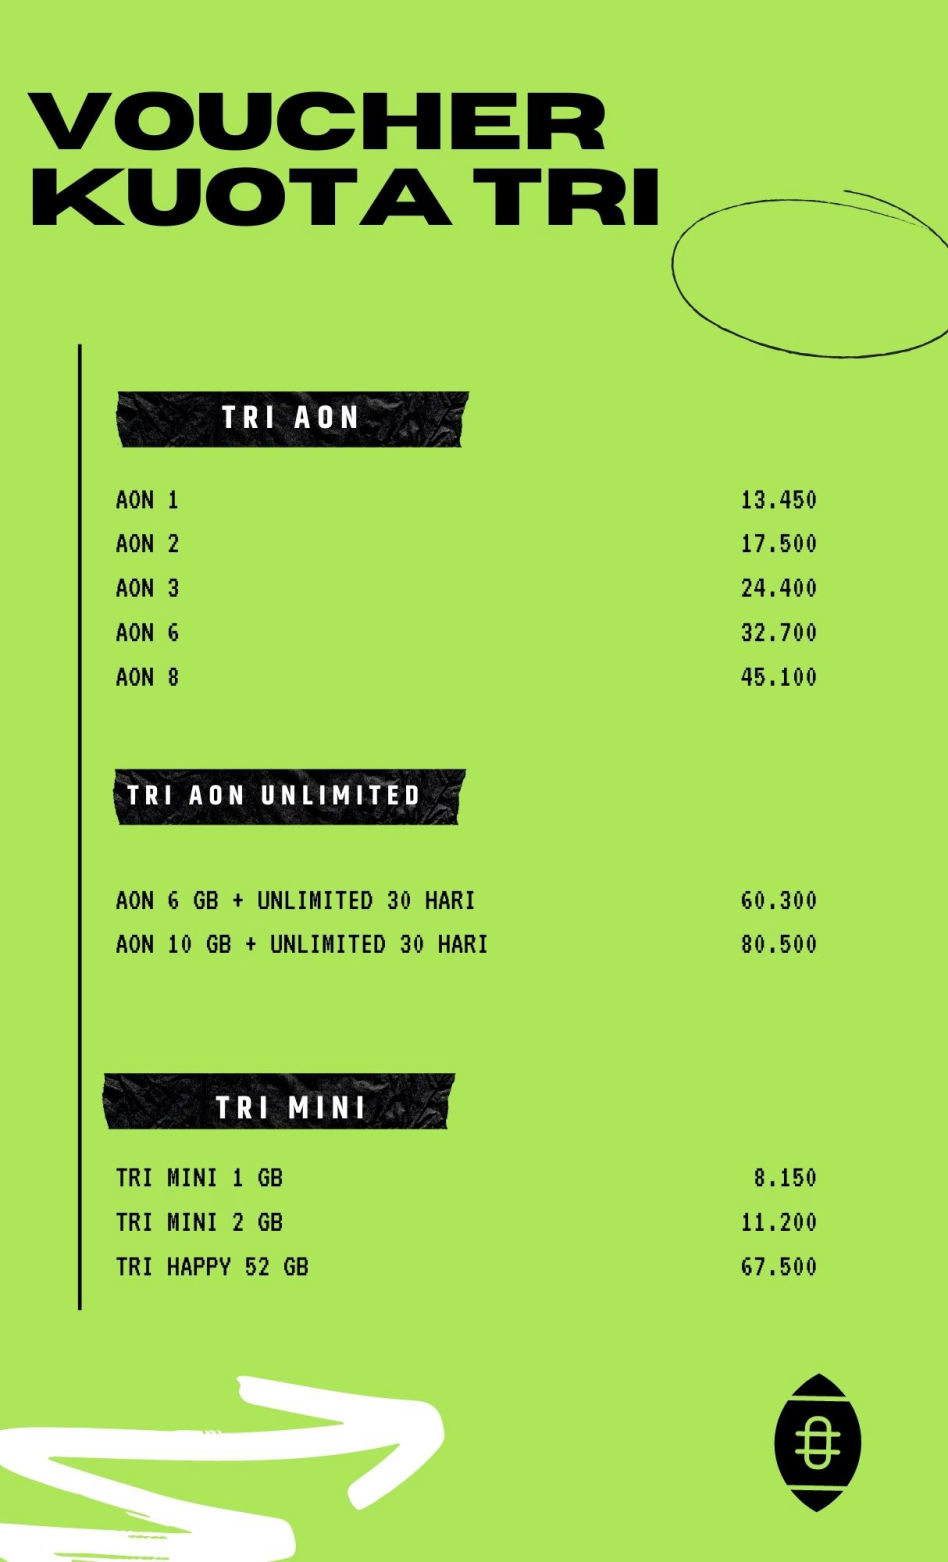 VOUCHER
KUOTA TRI
TRI AON
AON 1 13.450
AON 2 17.500
AON 3 24.400
AON 6 32.700
AON 8 45.100
TRI AON UNLIMITED
AON 6 GB + UNLIMITED 30 HARI 60.300
AON 10 GB + UNLIMITED 30 HARI 80.500
TRI MINI
TRI MINI 1 GB 8.150
TRI MINI 2 GB 11.200
TRI HAPPY 52 GB 67.500